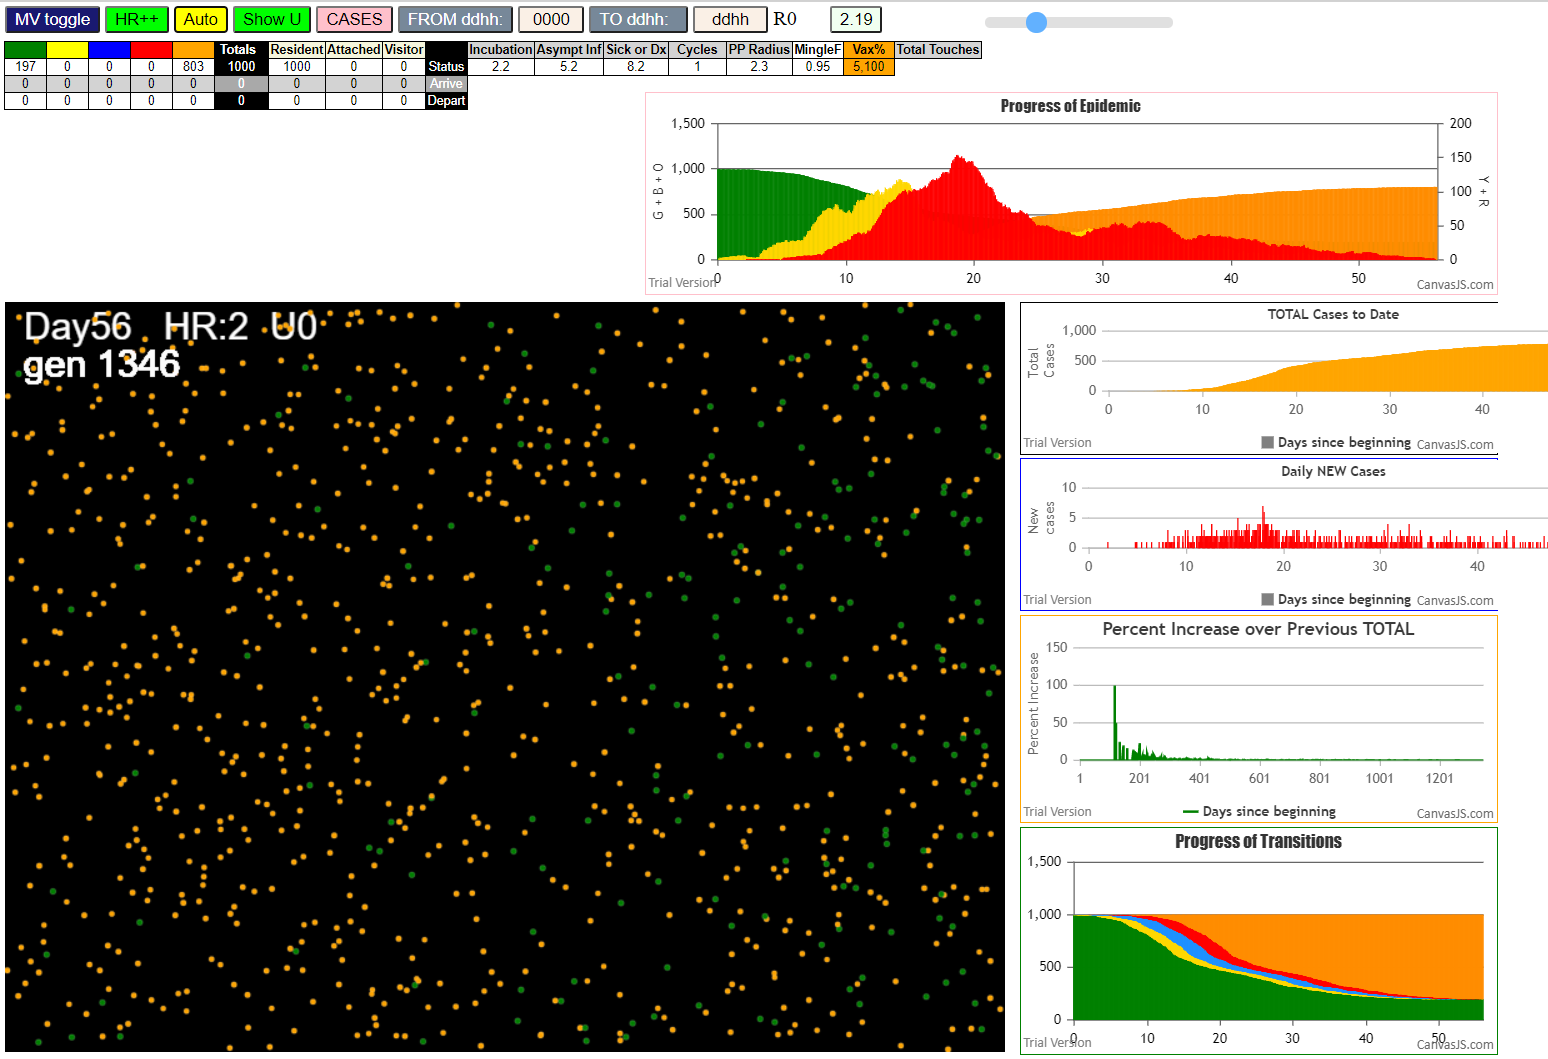 MV toggle HR++ Auto Show U CASES FROM ddhh: 0000 TO ddhh: ddhh R0 2.19
Totals Resident Attached Visitor Incubation Asympt Inf Sick or Dx Cycles PP Radius MingleF Vax% Total Touches
197 0 0 0 803 1000 1000 0 0 Status 2.2 5.2 8.2 1 2.3 0.95 5,100
0 0 0 0 0 0 0 0 0 Arrive
0 0 0 0 0 0 0 0 0 Depart
Progress of Epidemic
1,500 200
150
1,000
100
500
50
0 0
G + B + O
Y + R
0 10 20 30 40 50
Trial Version CanvasJS.com
Day56 HR:2 U0
gen 1346
TOTAL Cases to Date
1,000
500
0
Total
Cases
0 10 20 30 40
Days since beginning
Trial Version CanvasJS.com
Daily NEW Cases
10
5
0
New
cases
0 10 20 30 40
Days since beginning
Trial Version CanvasJS.com
Percent Increase over Previous TOTAL
150
100
50
0
Percent Increase
1 201 401 601 801 1001 1201
Days since beginning
Trial Version CanvasJS.com
Progress of Transitions
1,500
1,000
500
0
0 10 20 30 40 50
Trial Version CanvasJS.com